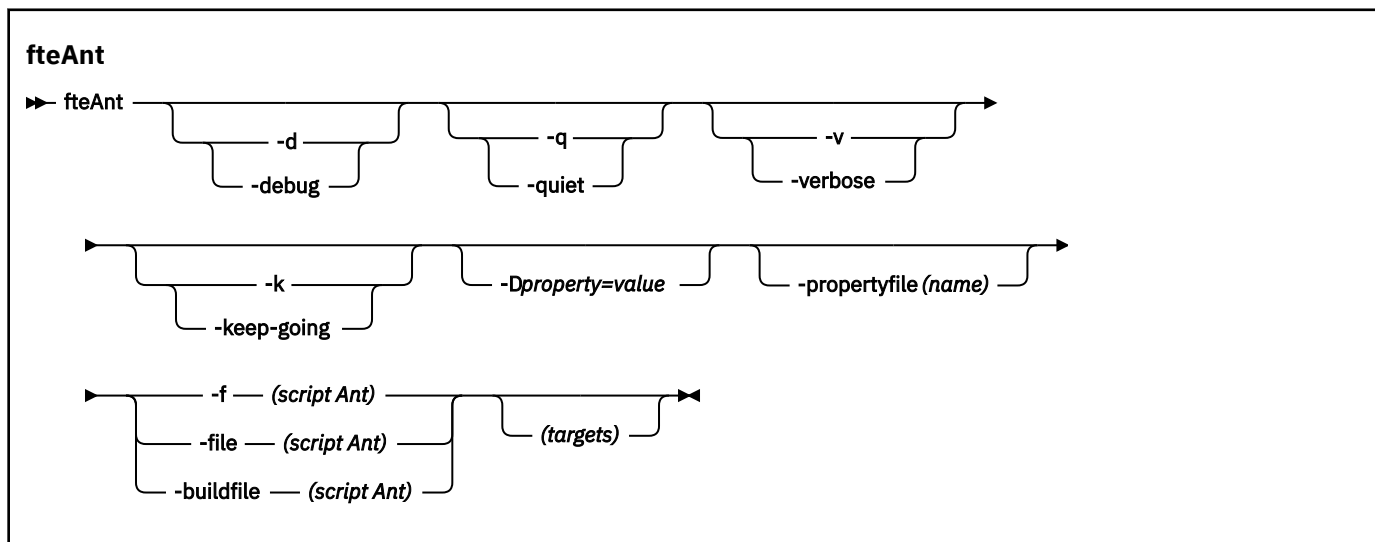 fteAnt
fteAnt
-d
-debug
-q
-quiet
-v
-verbose
-k
-keep-going
-Dproperty=value
-propertyfile (name)
-f (script Ant)
-file (script Ant)
-buildfile (script Ant)
(targets)